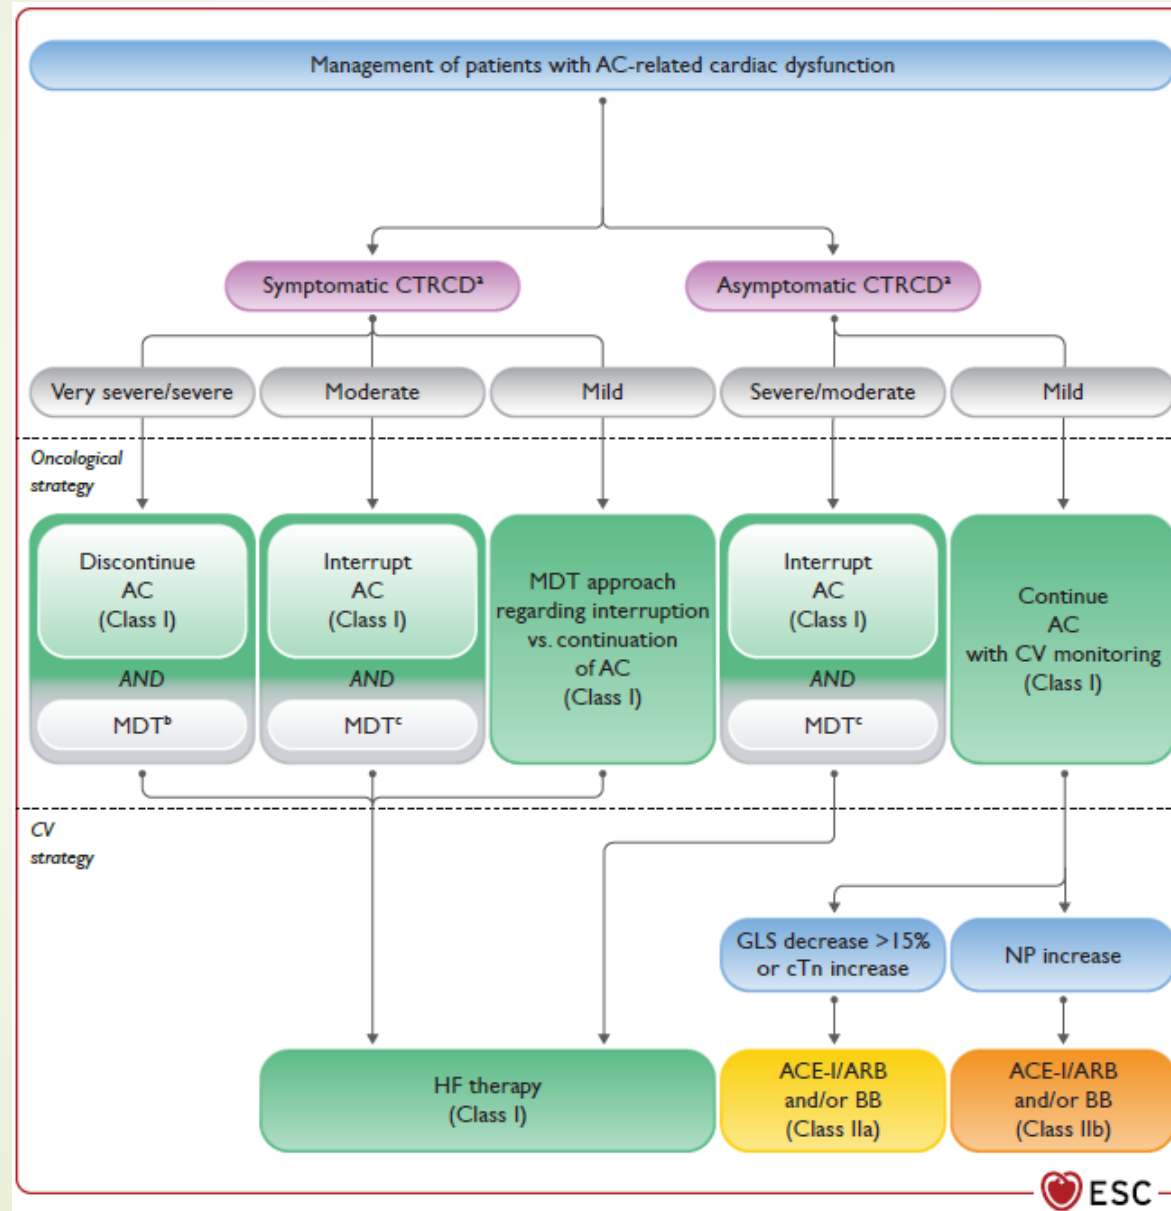 Management of patients with AC-related cardiac dysfunction
Symptomatic CTRCDᵃ
Asymptomatic CTRCDᵃ
Very severe/severe
Moderate
Mild
Severe/moderate
Mild
Oncological
strategy
Discontinue
AC
(Class I)
AND
MDTᵇ
Interrupt
AC
(Class I)
AND
MDTᶜ
MDT approach
regarding interruption
vs. continuation
of AC
(Class I)
Interrupt
AC
(Class I)
AND
MDTᶜ
Continue
AC
with CV monitoring
(Class I)
CV
strategy
GLS decrease >15%
or cTn increase
NP increase
HF therapy
(Class I)
ACE-I/ARB
and/or BB
(Class IIa)
ACE-I/ARB
and/or BB
(Class IIb)
ESC